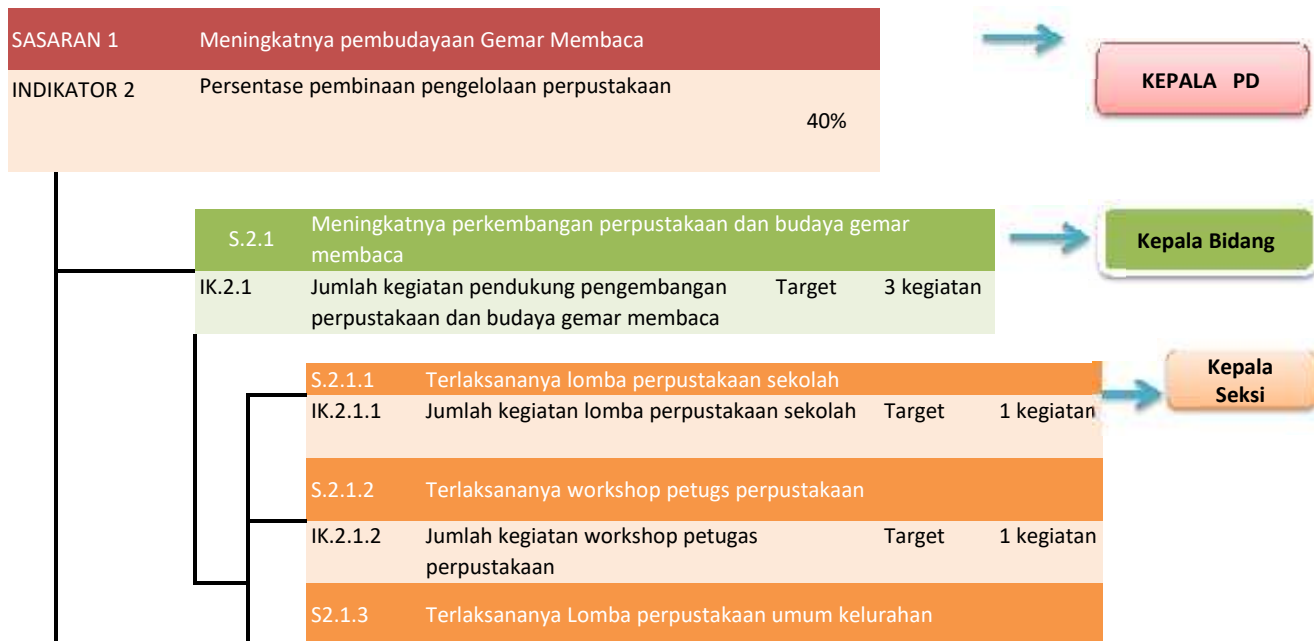 SASARAN 1 Meningkatnya pembudayaan Gemar Membaca
KEPALA PD
INDIKATOR 2 Persentase pembinaan pengelolaan perpustakaan
40%
S.2.1 Meningkatnya perkembangan perpustakaan dan budaya gemar
membaca
Kepala Bidang
IK.2.1 Jumlah kegiatan pendukung pengembangan Target 3 kegiatan
perpustakaan dan budaya gemar membaca
S.2.1.1 Terlaksananya lomba perpustakaan sekolah
Kepala
Seksi
IK.2.1.1 Jumlah kegiatan lomba perpustakaan sekolah Target 1 kegiatan
S.2.1.2 Terlaksananya workshop petugs perpustakaan
IK.2.1.2 Jumlah kegiatan workshop petugas Target 1 kegiatan
perpustakaan
S2.1.3 Terlaksananya Lomba perpustakaan umum kelurahan